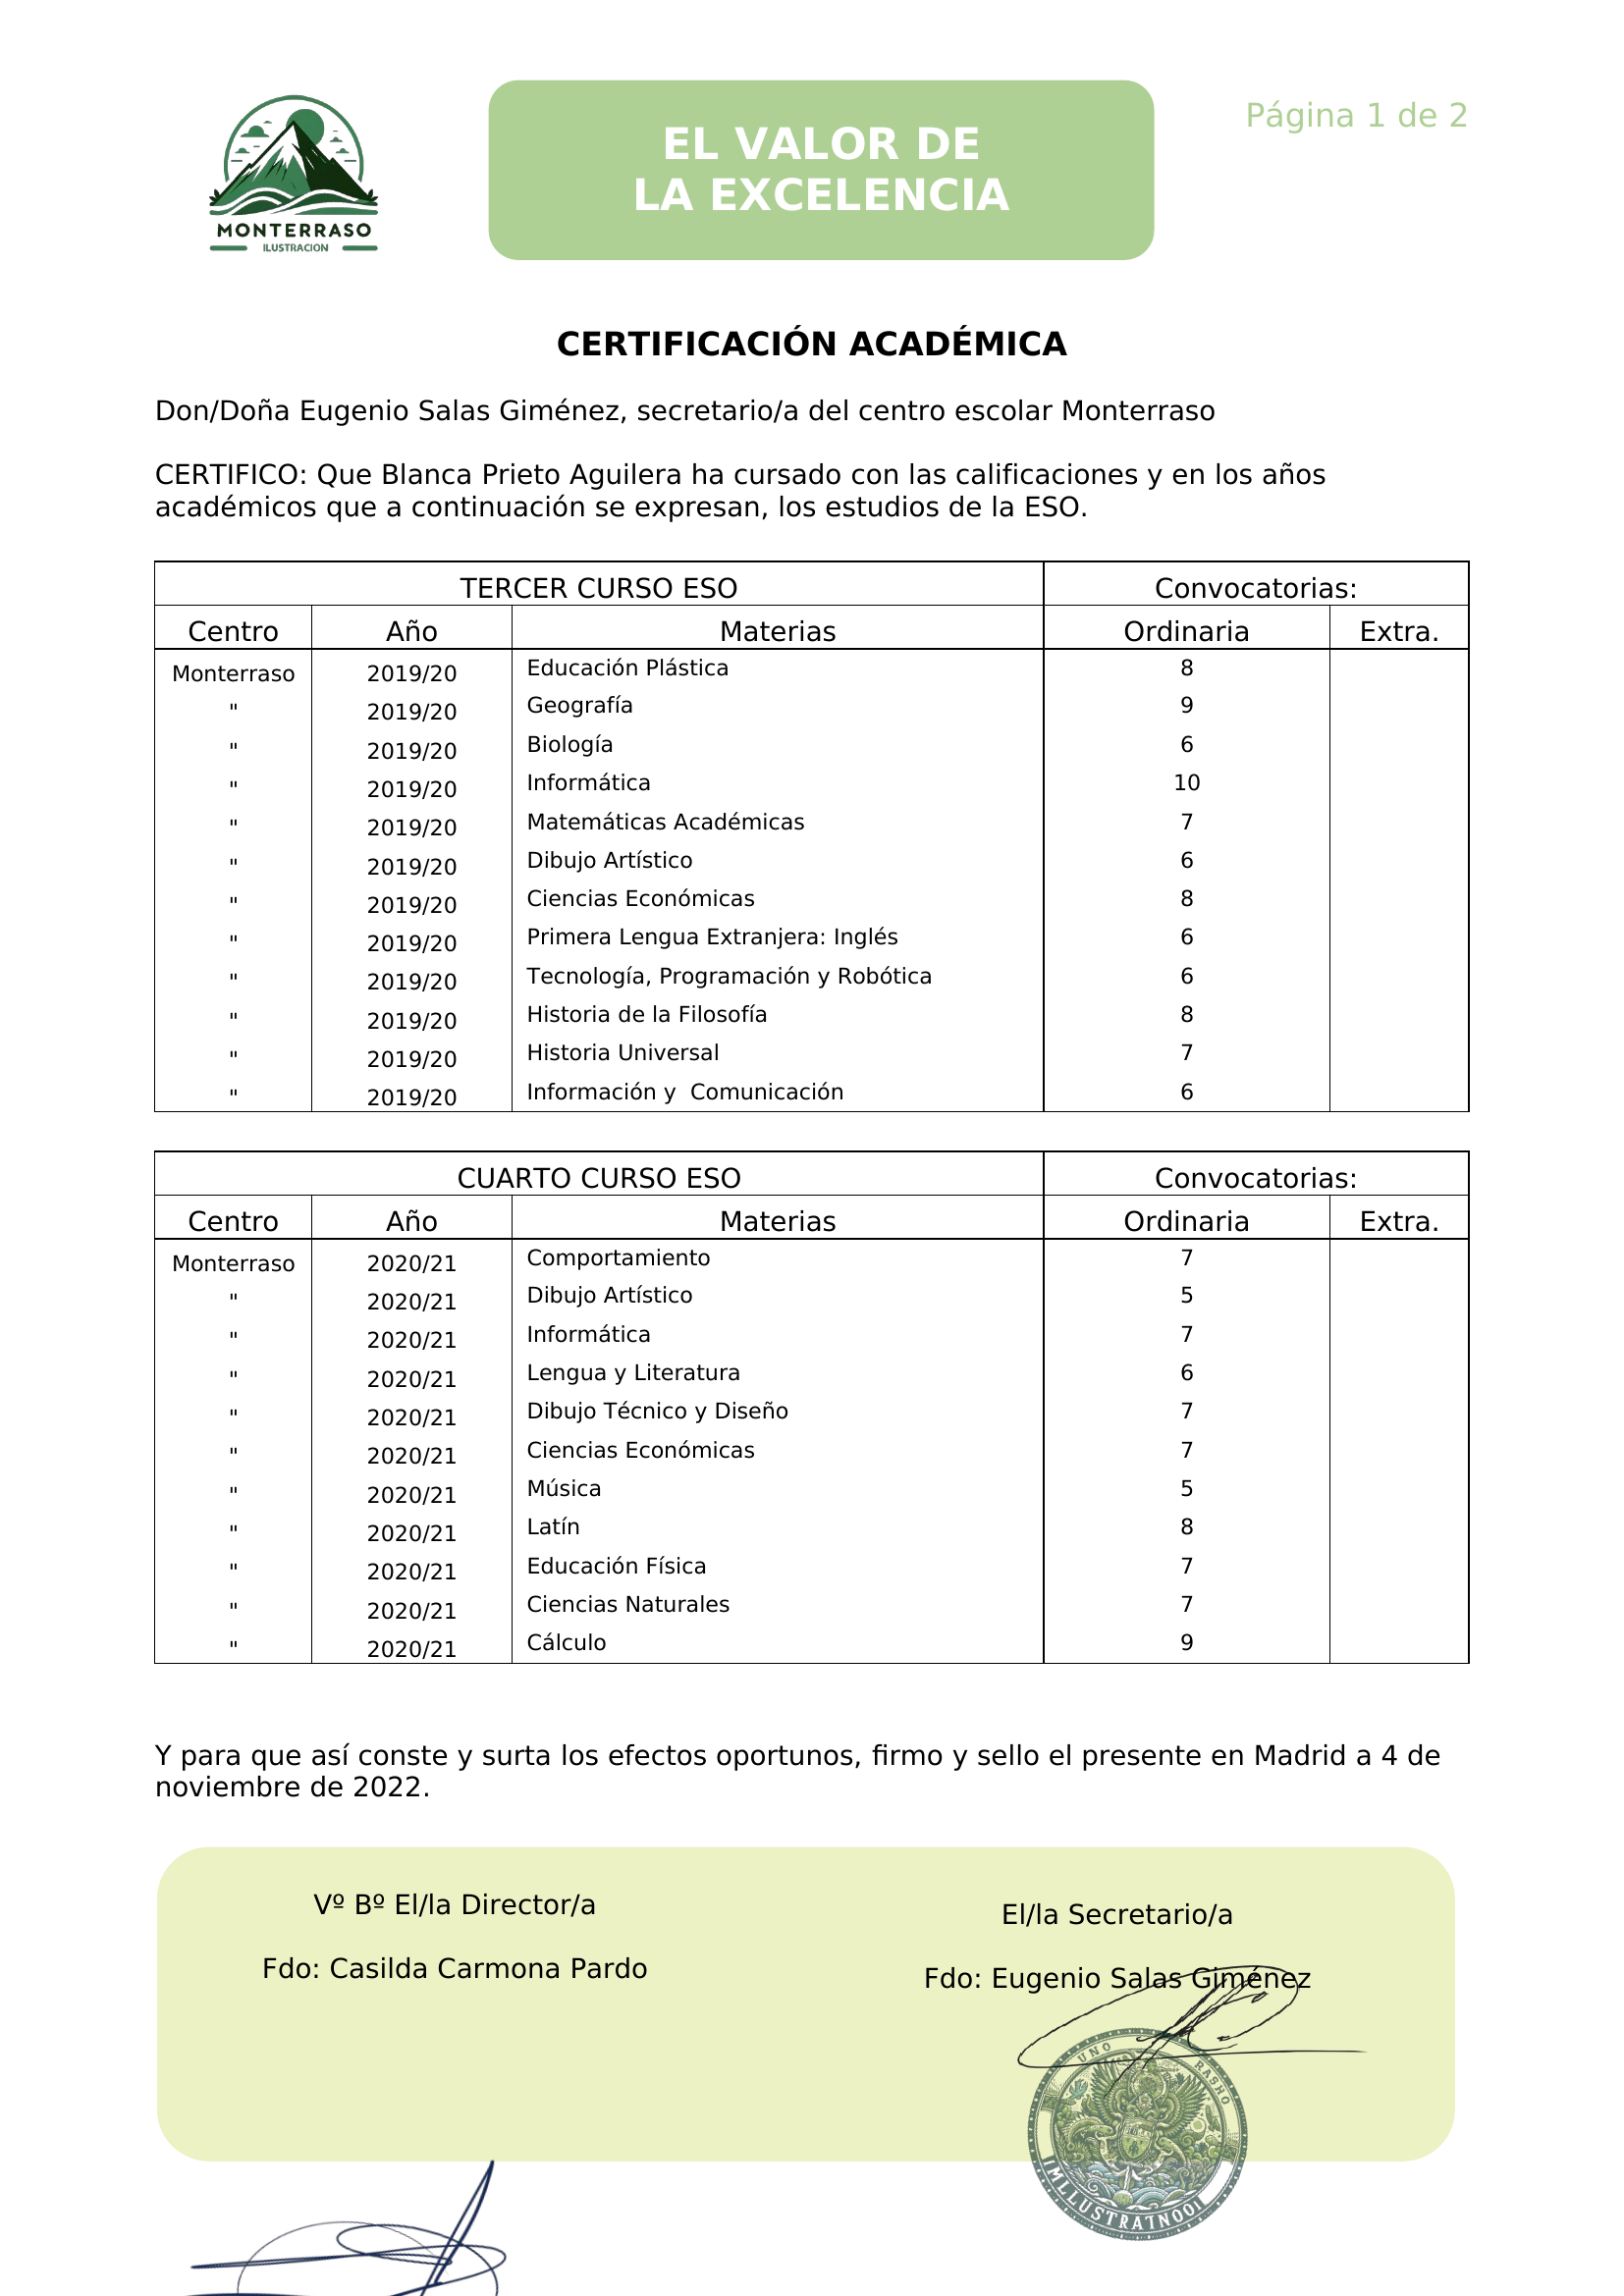 MONTERRASO
ILUSTRACION
EL VALOR DE
LA EXCELENCIA
Página 1 de 2
CERTIFICACIÓN ACADÉMICA
Don/Doña Eugenio Salas Giménez, secretario/a del centro escolar Monterraso
CERTIFICO: Que Blanca Prieto Aguilera ha cursado con las calificaciones y en los años
académicos que a continuación se expresan, los estudios de la ESO.
TERCER CURSO ESO Convocatorias:
Centro Año Materias Ordinaria Extra.
Monterraso 2019/20 Educación Plástica 8
" 2019/20 Geografía 9
" 2019/20 Biología 6
" 2019/20 Informática 10
" 2019/20 Matemáticas Académicas 7
" 2019/20 Dibujo Artístico 6
" 2019/20 Ciencias Económicas 8
" 2019/20 Primera Lengua Extranjera: Inglés 6
" 2019/20 Tecnología, Programación y Robótica 6
" 2019/20 Historia de la Filosofía 8
" 2019/20 Historia Universal 7
" 2019/20 Información y  Comunicación 6
CUARTO CURSO ESO Convocatorias:
Centro Año Materias Ordinaria Extra.
Monterraso 2020/21 Comportamiento 7
" 2020/21 Dibujo Artístico 5
" 2020/21 Informática 7
" 2020/21 Lengua y Literatura 6
" 2020/21 Dibujo Técnico y Diseño 7
" 2020/21 Ciencias Económicas 7
" 2020/21 Música 5
" 2020/21 Latín 8
" 2020/21 Educación Física 7
" 2020/21 Ciencias Naturales 7
" 2020/21 Cálculo 9
Y para que así conste y surta los efectos oportunos, firmo y sello el presente en Madrid a 4 de
noviembre de 2022.
Vº Bº El/la Director/a
El/la Secretario/a
Fdo: Casilda Carmona Pardo
Fdo: Eugenio Salas Giménez
UNO
RASHO